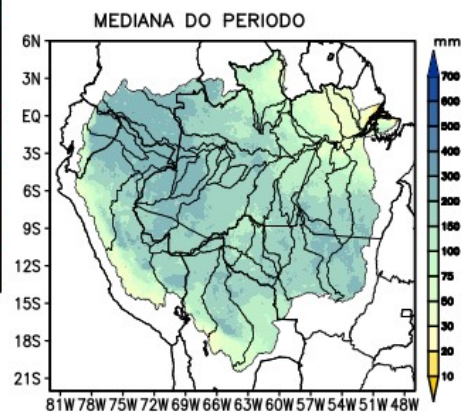 MEDIANA DO PERIODO
mm
6N
3N
EQ
3S
6S
9S
12S
15S
18S
21S
81W 78W 75W 72W 69W 66W 63W 60W 57W 54W 51W 48W
700
600
500
400
300
200
150
100
75
50
30
20
10